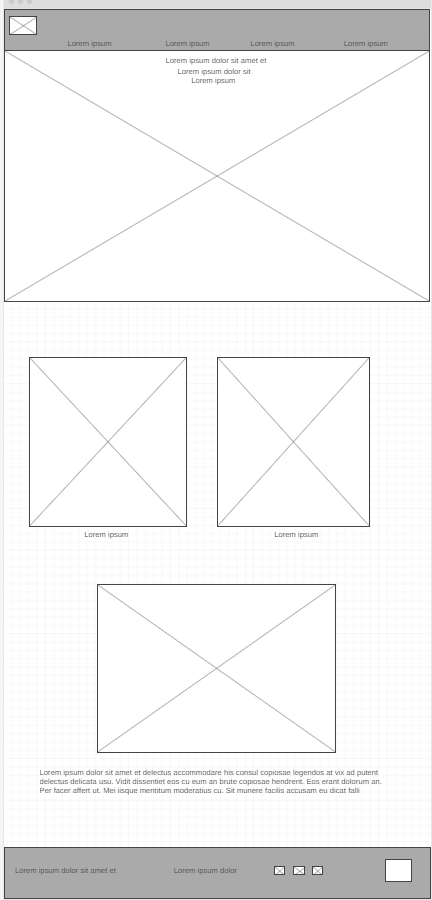 Lorem ipsum Lorem ipsum Lorem ipsum Lorem ipsum
Lorem ipsum dolor sit amet et
Lorem ipsum dolor sit
Lorem ipsum
Lorem ipsum Lorem ipsum
Lorem ipsum dolor sit amet et delectus accommodare his consul copiosae legendos at vix ad putent
delectus delicata usu. Vidit dissentiet eos cu eum an brute copiosae hendrerit. Eos erant dolorum an.
Per facer affert ut. Mei iisque mentitum moderatius cu. Sit munere facilis accusam eu dicat falli
Lorem ipsum dolor sit amet et Lorem ipsum dolor